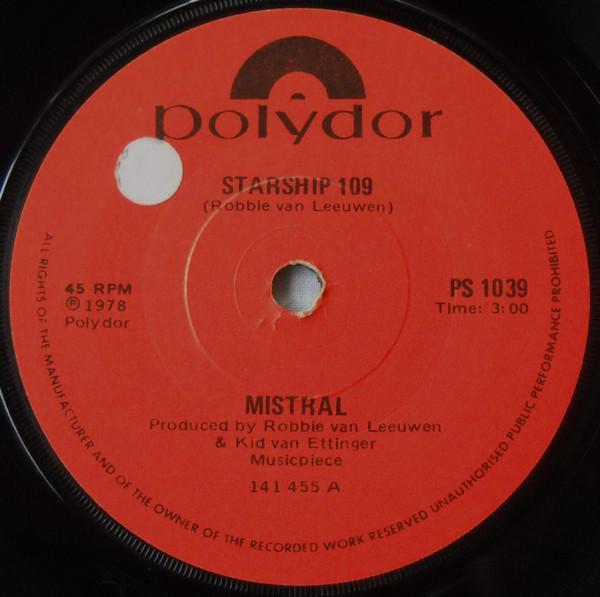 polydor
STARSHIP 109
(Robbie van Leeuwen)
45 RPM
℗ 1978
Polydor
PS 1039
Time: 3:00
MISTRAL
Produced by Robbie van Leeuwen
& Kid van Ettinger
Musicpiece
141 455 A
ALL RIGHTS OF THE MANUFACTURER AND OF THE OWNER OF THE RECORDED WORK RESERVED UNAUTHORISED PUBLIC PERFORMANCE PROHIBITED